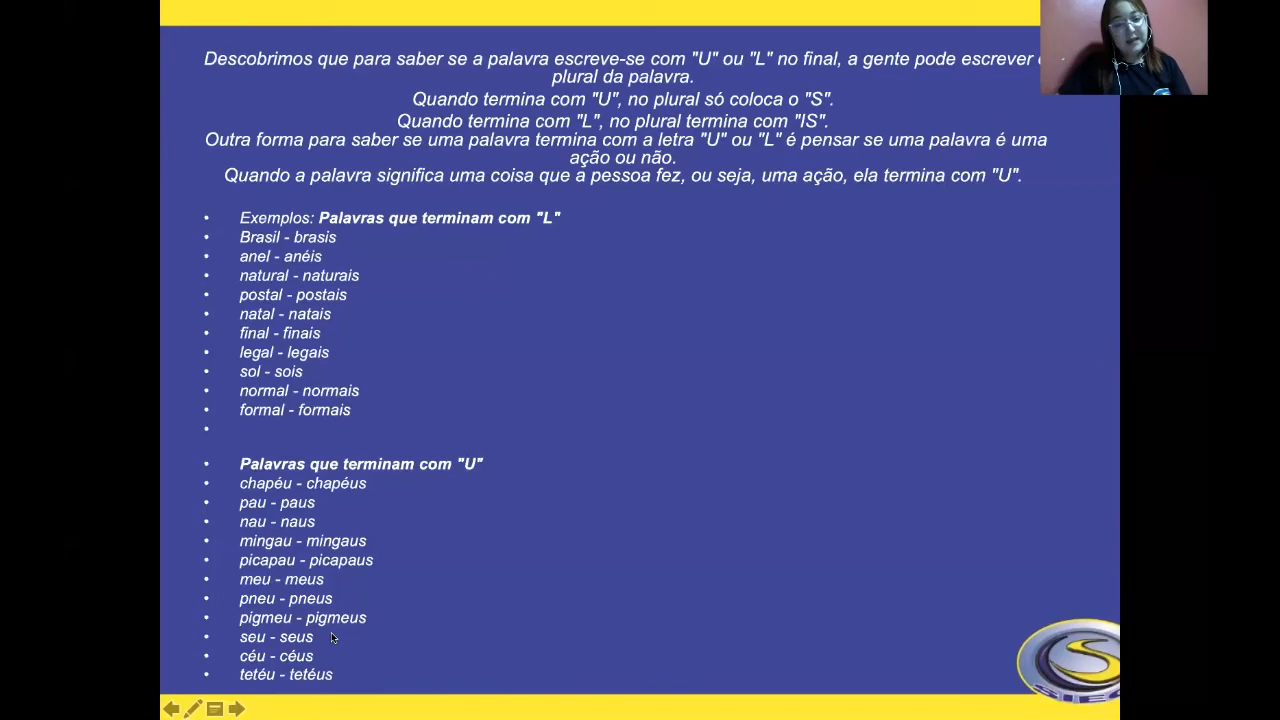 Descobrimos que para saber se a palavra escreve-se com "U" ou "L" no final, a gente pode escrever
plural da palavra.
Quando termina com "U", no plural só coloca o "S".
Quando termina com "L", no plural termina com "IS".
Outra forma para saber se uma palavra termina com a letra "U" ou "L" é pensar se uma palavra é uma
ação ou não.
Quando a palavra significa uma coisa que a pessoa fez, ou seja, uma ação, ela termina com "U".
• Exemplos: Palavras que terminam com "L"
• Brasil - brasis
• anel - anéis
• natural - naturais
• postal - postais
• natal - natais
• final - finais
• legal - legais
• sol - sois
• normal - normais
• formal - formais
•
• Palavras que terminam com "U"
• chapéu - chapéus
• pau - paus
• nau - naus
• mingau - mingaus
• picapau - picapaus
• meu - meus
• pneu - pneus
• pigmeu - pigmeus
• seu - seus
• céu - céus
• tetéu - tetéus